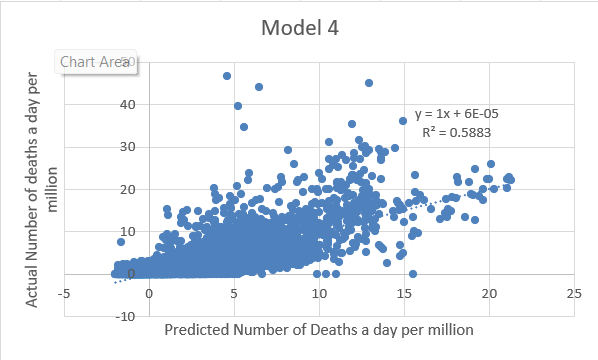 Model 4
Chart Area
50
40
30
20
10
0
-10
-5
0
5
10
15
20
25
y = 1x + 6E-05
R² = 0.5883
Actual Number of deaths a day per
million
Predicted Number of Deaths a day per million